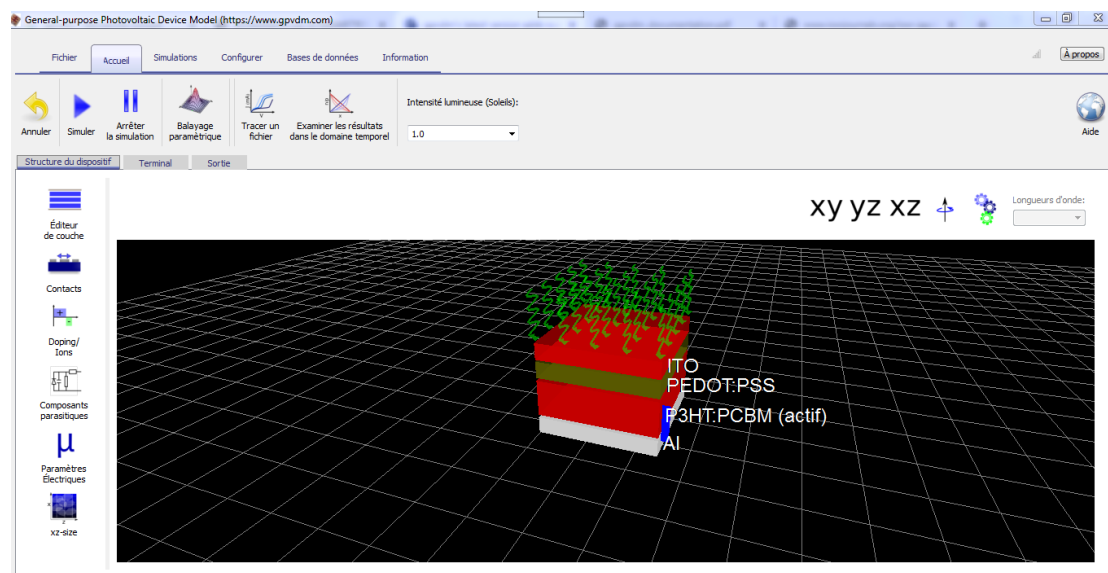 General-purpose Photovoltaic Device Model (https://www.gpvdm.com)
Fichier Accueil Simulations Configurer Bases de données Information
À propos
Annuler
Simuler
Arrêter
la simulation
Balayage
paramétrique
Tracer un
fichier
Examiner les résultats
dans le domaine temporel
Intensité lumineuse (Soleils):
1.0
Aide
Structure du dispositif Terminal Sortie
xy yz xz
Longueurs d'onde:
Éditeur
de couche
Contacts
Doping/
Ions
Composants
parasitiques
μ
Paramètres
Électriques
xz-size
ITO
PEDOT:PSS
P3HT:PCBM (actif)
Al